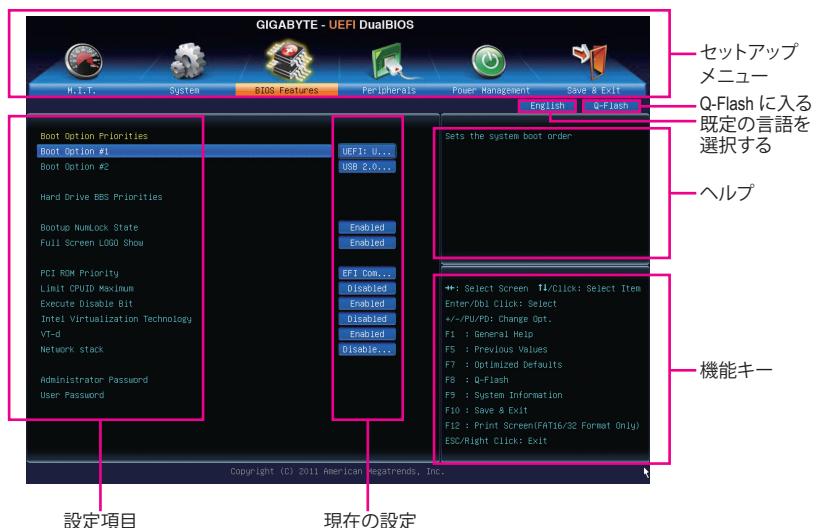 GIGABYTE - UEFI DualBIOS
M.I.T.
System
BIOS Features
Peripherals
Power Management
Save & Exit
English
Q-Flash
Boot Option Priorities
Boot Option #1 UEFI: U...
Boot Option #2 USB 2.0...
Hard Drive BBS Priorities
Bootup NumLock State Enabled
Full Screen LOGO Show Enabled
PCI ROM Priority EFI Com...
Limit CPUID Maximum Disabled
Execute Disable Bit Enabled
Intel Virtualization Technology Disabled
VT-d Enabled
Network stack Disable...
Administrator Password
User Password
Sets the system boot order
→←: Select Screen ↑↓/Click: Select Item
Enter/Dbl Click: Select
+/-/PU/PD: Change Opt.
F1 : General Help
F5 : Previous Values
F7 : Optimized Defaults
F8 : Q-Flash
F9 : System Information
F10 : Save & Exit
F12 : Print Screen(FAT16/32 Format Only)
ESC/Right Click: Exit
Copyright (C) 2011 American Megatrends, Inc.
セットアップ
メニュー
Q-Flash に入る
既定の言語を
選択する
ヘルプ
機能キー
設定項目
現在の設定